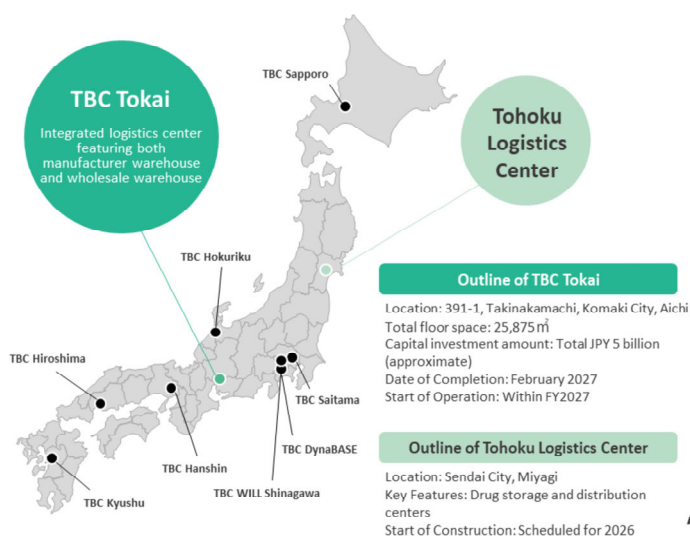 TBC Sapporo
TBC Tokai
Integrated logistics center
featuring both
manufacturer warehouse
and wholesale warehouse
Tohoku
Logistics
Center
TBC Hokuriku
TBC Hiroshima
TBC Saitama
TBC DynaBASE
TBC Hanshin
TBC WILL Shinagawa
TBC Kyushu
Outline of TBC Tokai
Location: 391-1, Takinakamachi, Komaki City, Aichi
Total floor space: 25,875㎡
Capital investment amount: Total JPY 5 billion
(approximate)
Date of Completion: February 2027
Start of Operation: Within FY2027
Outline of Tohoku Logistics Center
Location: Sendai City, Miyagi
Key Features: Drug storage and distribution
centers
Start of Construction: Scheduled for 2026